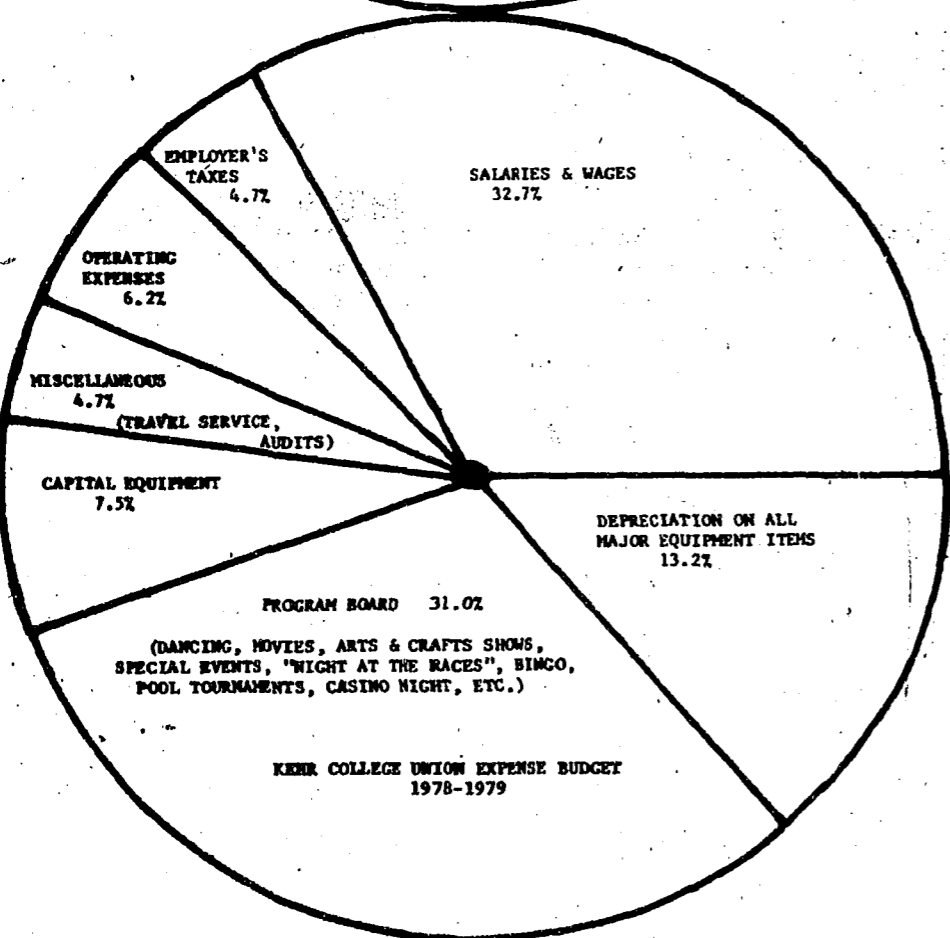 EMPLOYER'S
TAXES
4.7%
SALARIES & WAGES
32.7%
OPERATING
EXPENSES
6.2%
MISCELLANEOUS
4.7%
(TRAVEL SERVICE,
AUDITS)
CAPITAL EQUIPMENT
7.5%
DEPRECIATION ON ALL
MAJOR EQUIPMENT ITEMS
13.2%
PROGRAM BOARD 31.0%
(DANCING, MOVIES, ARTS & CRAFTS SHOWS,
SPECIAL EVENTS, "NIGHT AT THE RACES", BINGO,
POOL TOURNAMENTS, CASINO NIGHT, ETC.)
KEHR COLLEGE UNION EXPENSE BUDGET
1978-1979